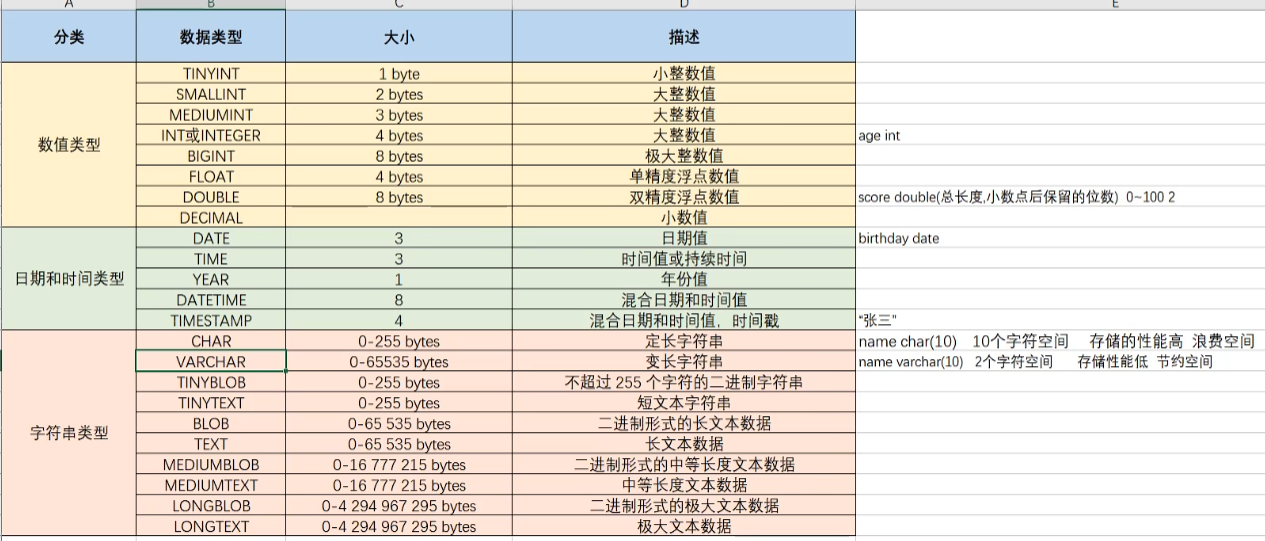 A B C D E
分类 数据类型 大小 描述
数值类型
TINYINT 1 byte 小整数值
SMALLINT 2 bytes 大整数值
MEDIUMINT 3 bytes 大整数值
INT或INTEGER 4 bytes 大整数值 age int
BIGINT 8 bytes 极大整数值
FLOAT 4 bytes 单精度浮点数值
DOUBLE 8 bytes 双精度浮点数值 score double(总长度,小数点后保留的位数) 0~100 2
DECIMAL 小数值
日期和时间类型
DATE 3 日期值 birthday date
TIME 3 时间值或持续时间
YEAR 1 年份值
DATETIME 8 混合日期和时间值
TIMESTAMP 4 混合日期和时间值，时间戳 “张三”
字符串类型
CHAR 0-255 bytes 定长字符串 name char(10) 10个字符空间 存储的性能高 浪费空间
VARCHAR 0-65535 bytes 变长字符串 name varchar(10) 2个字符空间 存储性能低 节约空间
TINYBLOB 0-255 bytes 不超过 255 个字符的二进制字符串
TINYTEXT 0-255 bytes 短文本字符串
BLOB 0-65 535 bytes 二进制形式的长文本数据
TEXT 0-65 535 bytes 长文本数据
MEDIUMBLOB 0-16 777 215 bytes 二进制形式的中等长度文本数据
MEDIUMTEXT 0-16 777 215 bytes 中等长度文本数据
LONGBLOB 0-4 294 967 295 bytes 二进制形式的极大文本数据
LONGTEXT 0-4 294 967 295 bytes 极大文本数据